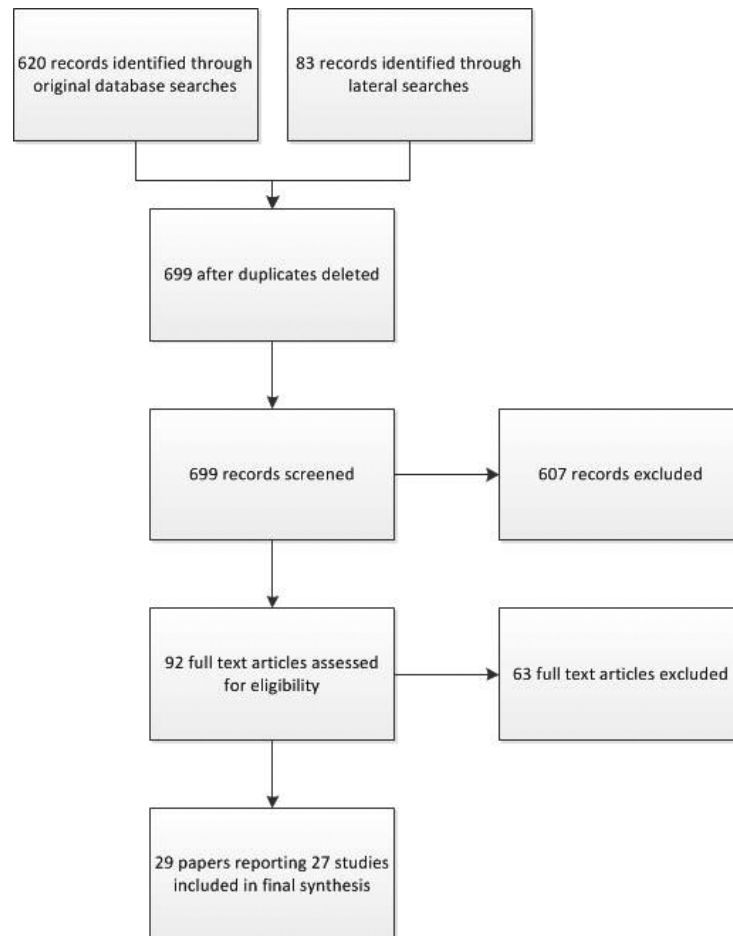 620 records identified through
original database searches
83 records identified through
lateral searches
699 after duplicates deleted
699 records screened
607 records excluded
92 full text articles assessed
for eligibility
63 full text articles excluded
29 papers reporting 27 studies
included in final synthesis